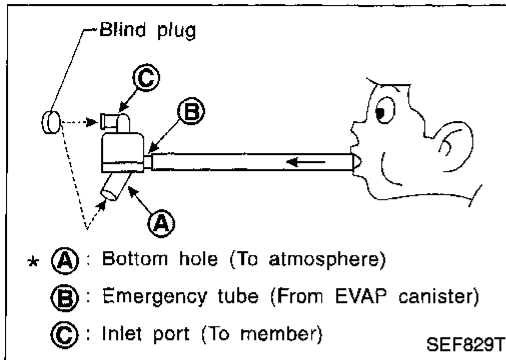 Blind plug
C
B
A
* A : Bottom hole (To atmosphere)
B : Emergency tube (From EVAP canister)
C : Inlet port (To member)
SEF829T